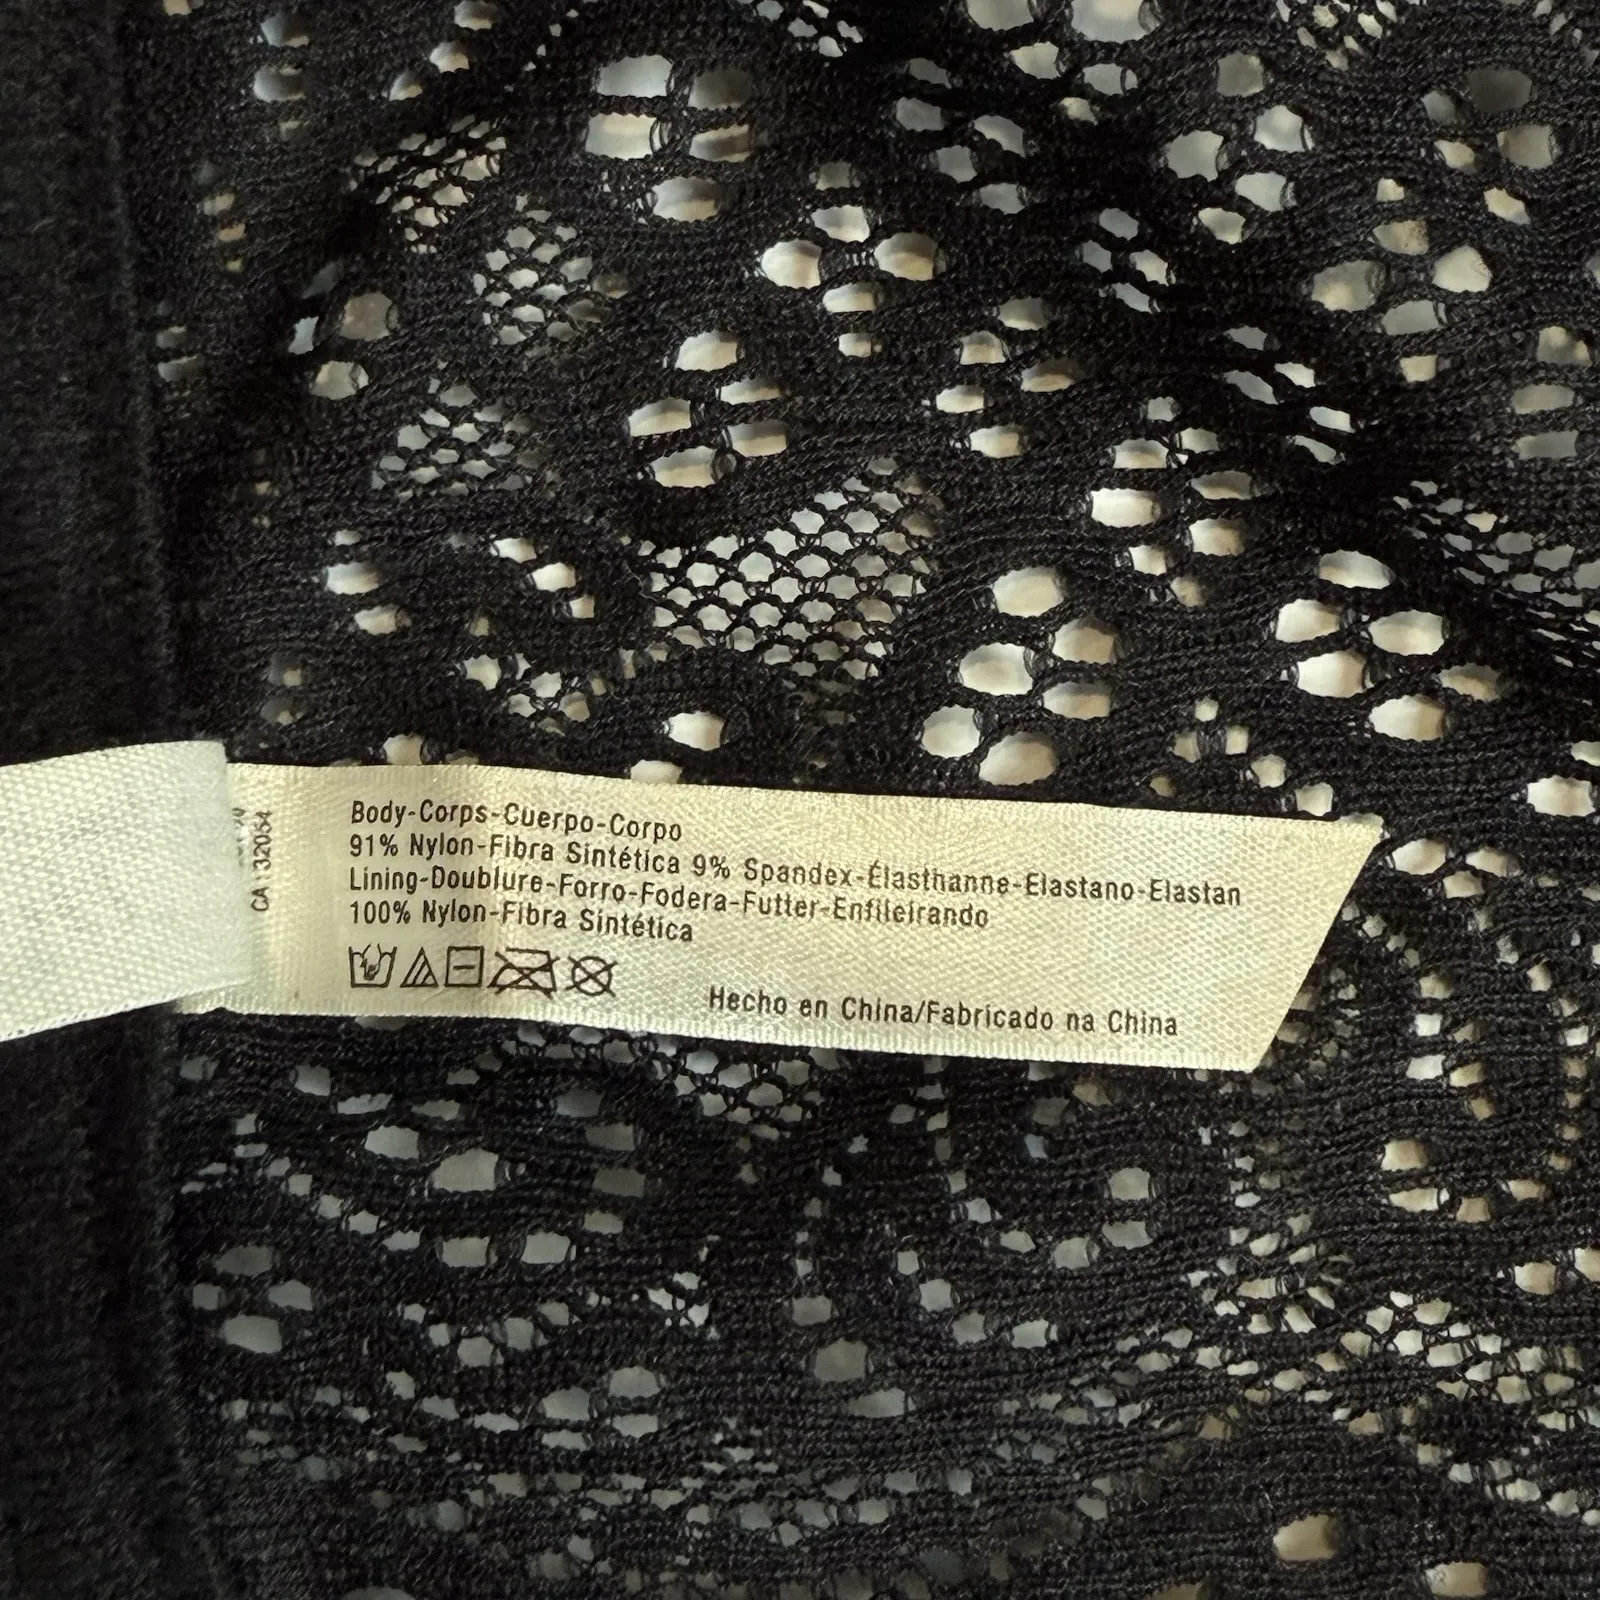 Body-Corps-Cuerpo-Corpo
91% Nylon-Fibra Sintética 9% Spandex-Élasthanne-Elastano-Elastan
Lining-Doublure-Forro-Fodera-Futter-Enfileirando
100% Nylon-Fibra Sintética
Hecho en China/Fabricado na China
CA 32054